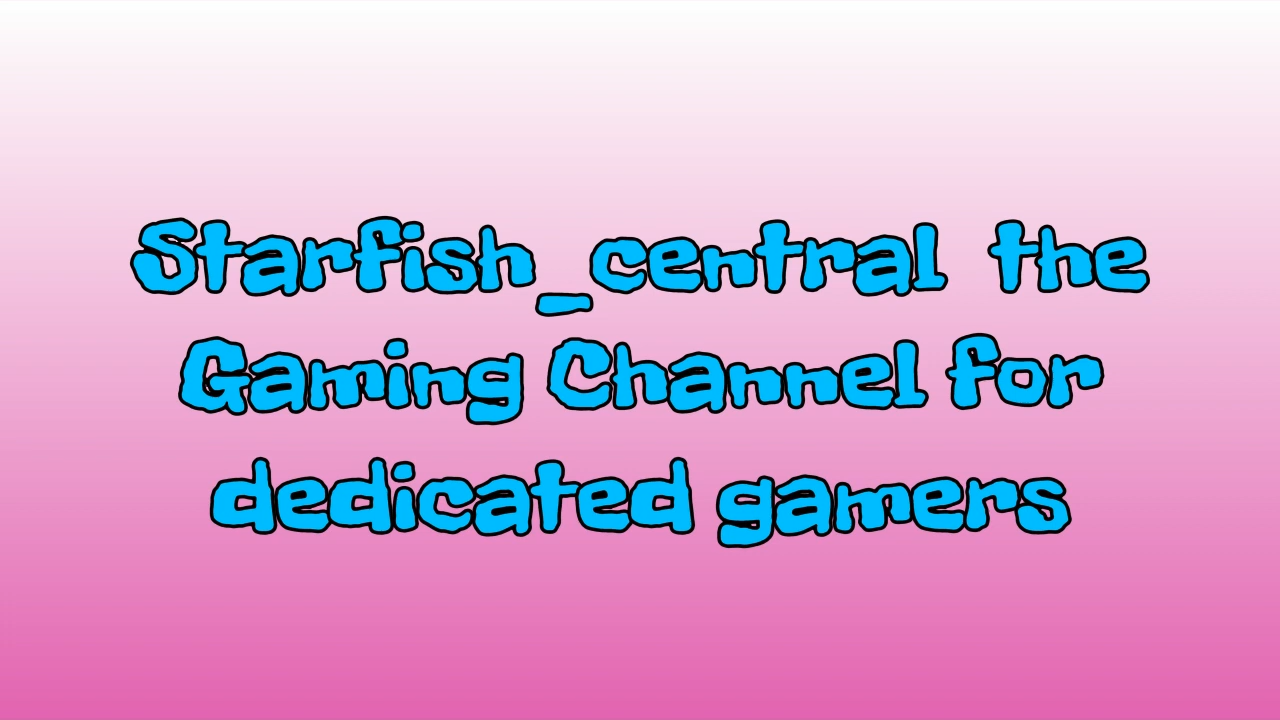 Starfish_central the
Gaming Channel for
dedicated gamers